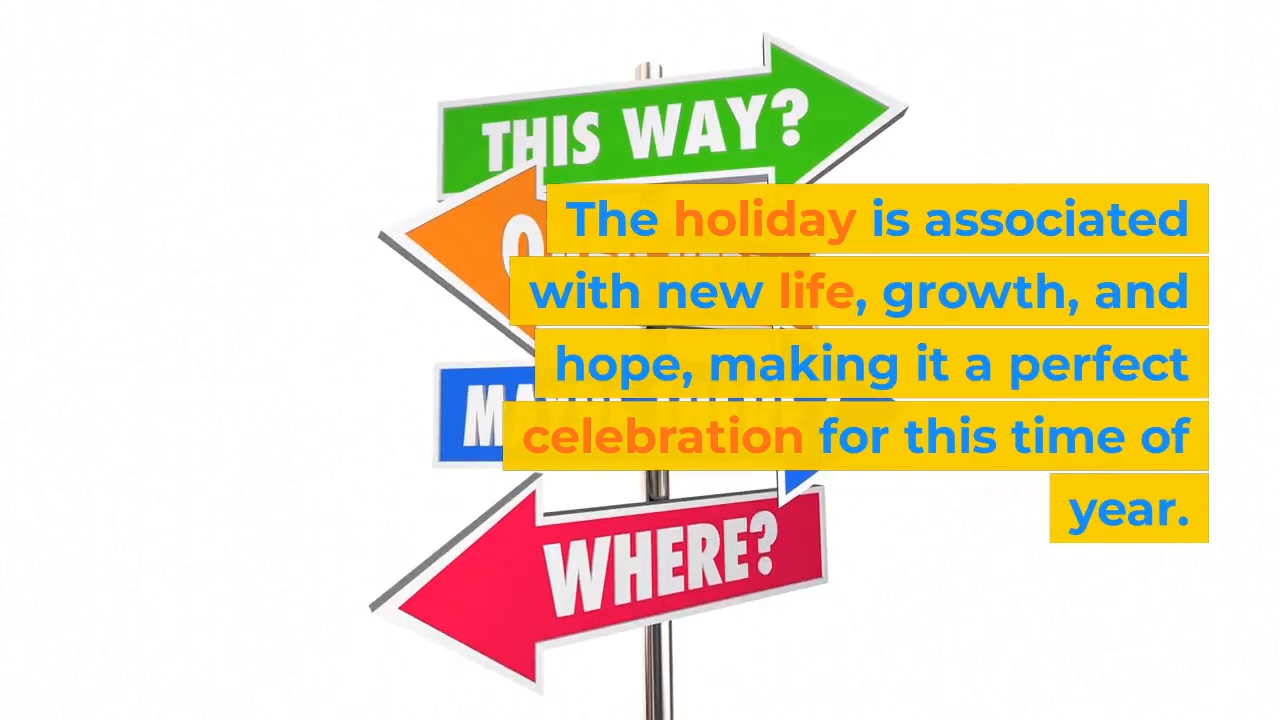 THIS WAY?
The holiday is associated
with new life, growth, and
hope, making it a perfect
celebration for this time of
year.
WHERE?